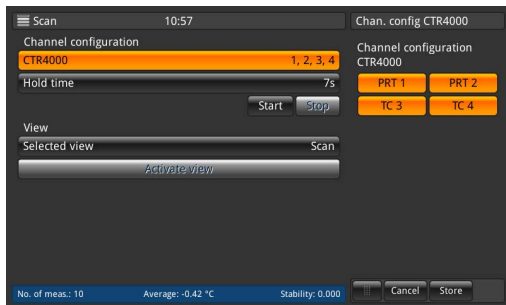 Scan 10:57
Channel configuration
CTR4000 1, 2, 3, 4
Hold time 7s
Start Stop
View
Selected view Scan
Activate view
No. of meas.: 10 Average: -0.42 °C Stability: 0.000
Chan. config CTR4000
Channel configuration
CTR4000
PRT 1 PRT 2
TC 3 TC 4
Cancel Store